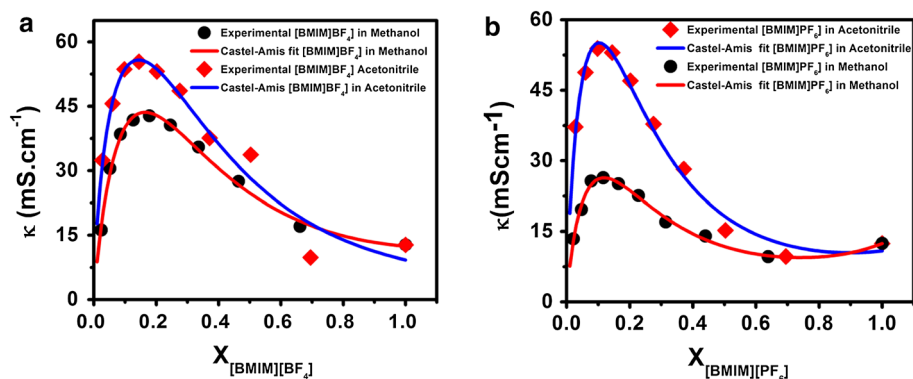 a
Experimental [BMIM]BF4] in Methanol
Castel-Amis fit [BMIM]BF4] in Methanol
Experimental [BMIM]BF4] Acetonitrile
Castel-Amis [BMIM]BF4] in Acetonitrile
κ (mS.cm⁻¹)
60
45
30
15
0
0.0 0.2 0.4 0.6 0.8 1.0
X[BMIM][BF4]
b
Experimental [BMIM]PF6] in Acetonitrile
Castel-Amis fit [BMIM]PF6] in Acetonitrile
Experimental [BMIM]PF6] in Methanol
Castel-Amis fit [BMIM]PF6] in Methanol
κ(mScm⁻¹)
60
45
30
15
0
0.0 0.2 0.4 0.6 0.8 1.0
X[BMIM][PF6]